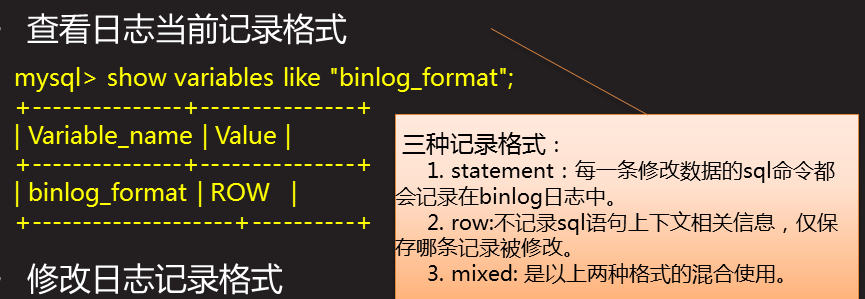 • 查看日志当前记录格式
mysql> show variables like "binlog_format";
+---------------+---------------+
| Variable_name | Value |
+---------------+---------------+
| binlog_format | ROW   |
+--------------------+----------+
三种记录格式：
1. statement：每一条修改数据的sql命令都
会记录在binlog日志中。
2. row:不记录sql语句上下文相关信息，仅保
存哪条记录被修改。
3. mixed: 是以上两种格式的混合使用。
• 修改日志记录格式